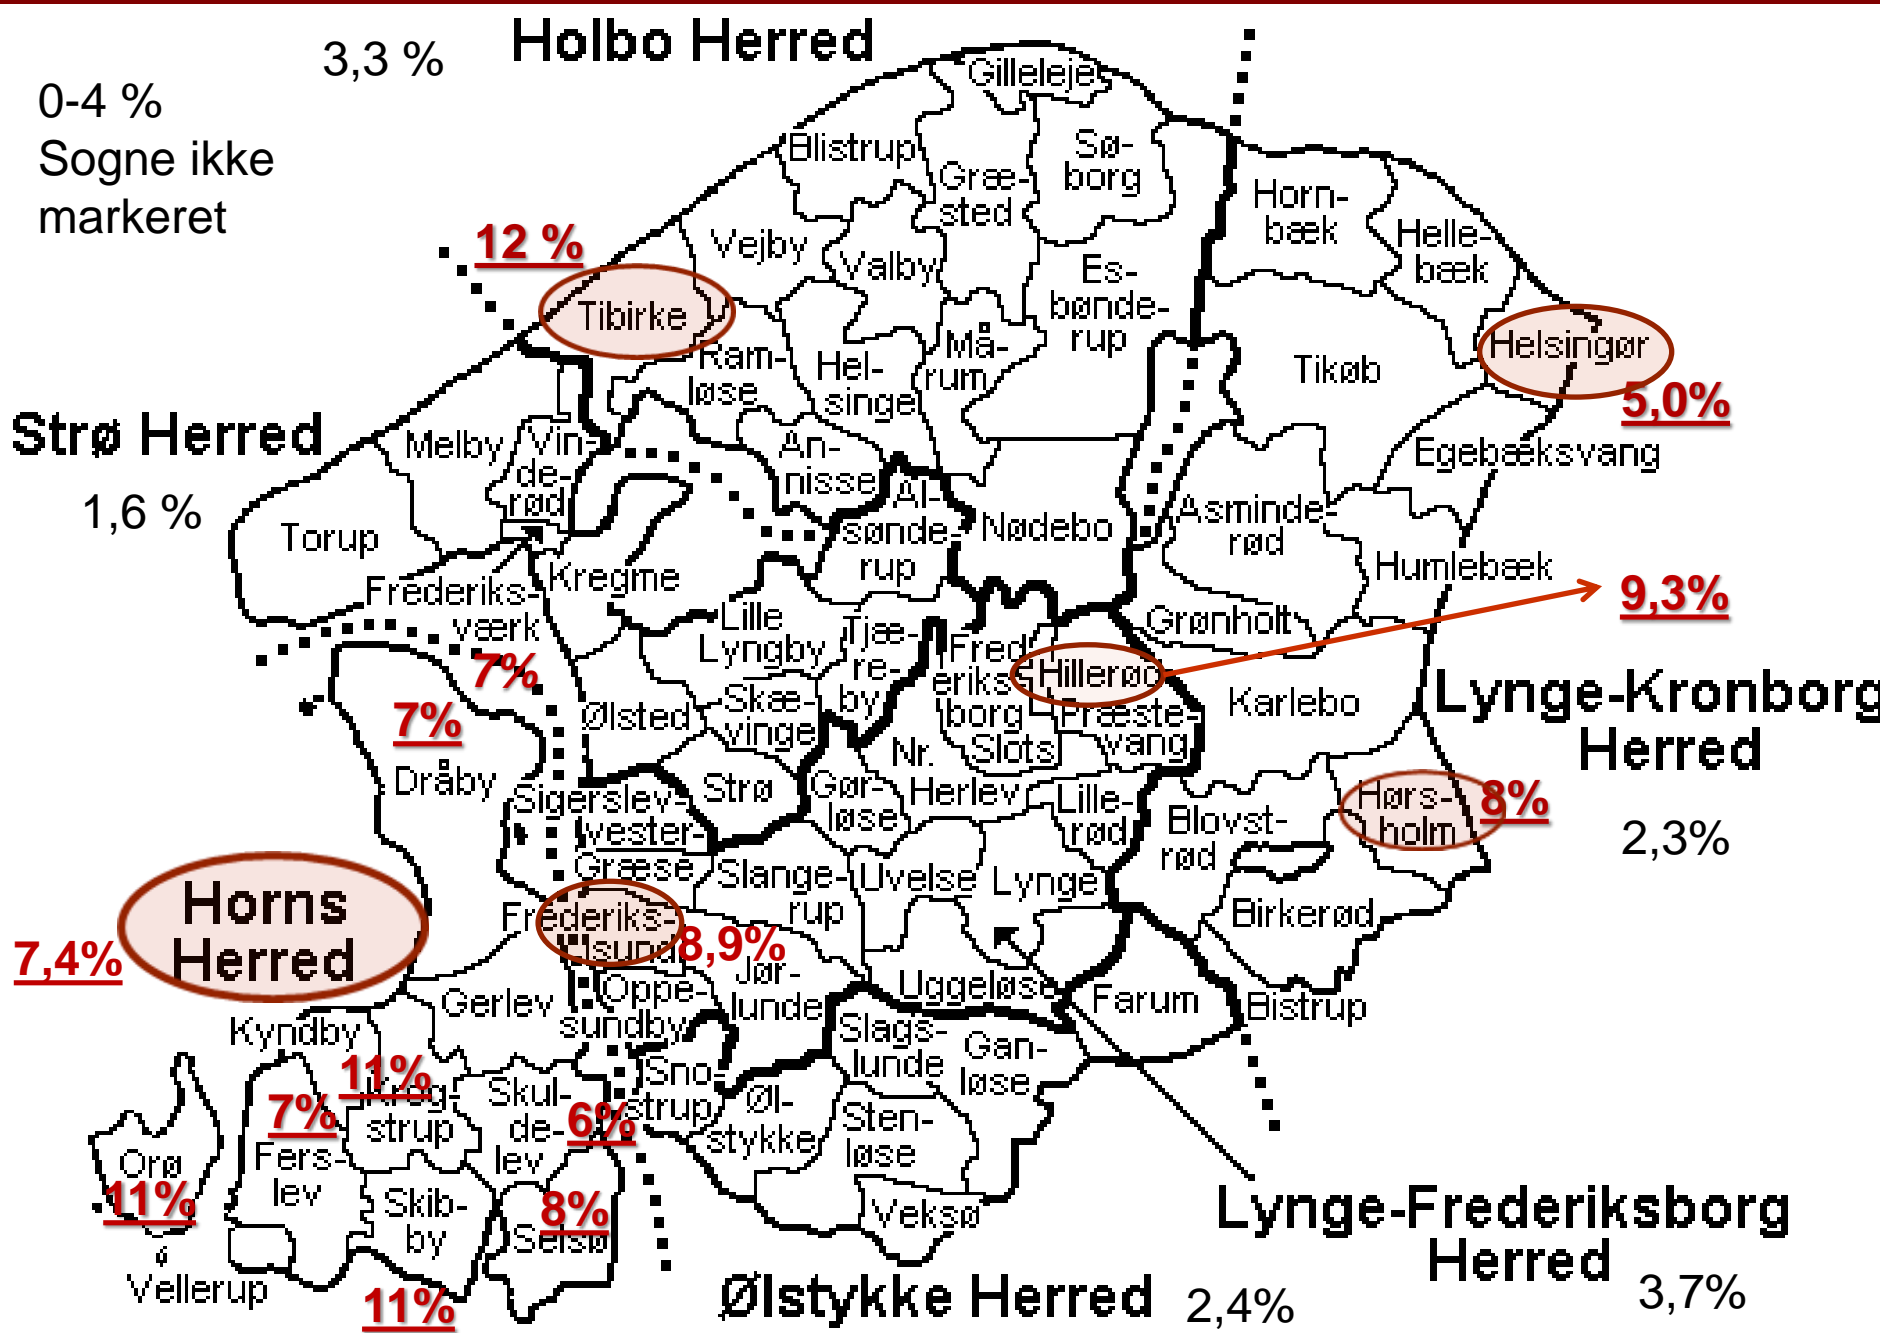 Holbo Herred
3,3 %
0-4 %
Sogne ikke
markeret
Gilleleje
Blistrup
Græ-
sted
Sø-
borg
Horn-
bæk
Helle-
bæk
12 %
Tibirke
Vejby
Valby
Es-
bønde-
rup
Ram-
løse
Hel-
singe
Må-
rum
Tikøb
Helsingør
5,0%
Strø Herred
1,6 %
Melby
Vin-
de-
rød
An-
nisse
Al-
sønde-
rup
Nødebo
Asminde-
rød
Egebæksvang
Torup
Frederiks-
værk
Kregme
Humlebæk
9,3%
Lille
Lyngby
Tjæ-
re-
by
Fred
eriks-
borg
Slots
Hillerød
Grønholt
7%
7%
Dråby
Ølsted
Skæ-
vinge
Præste-
vang
Karlebo
Lynge-Kronborg
Herred
2,3%
Nr.
Herlev
Strø
Gør-
løse
Lille-
rød
Blovst-
rød
Hørs-
holm
8%
Sigerslev-
vester-
Græse
Slange-
rup
Uvelse
Lynge
Birkerød
Horns
Herred
7,4%
Frederiks-
sund
8,9%
Jør-
lunde
Uggeløse
Farum
Bistrup
Kyndby
Gerlev
Oppe-
sundby
Slags-
lunde
Gan-
løse
11%
Krog-
strup
7%
Fers-
lev
Skul-
de-
lev
6%
Sno-
strup
Øl-
stykke
Sten-
løse
Orø
11%
Skib-
by
8%
Selsø
Veksø
Vellerup
11%
Ølstykke Herred
2,4%
Lynge-Frederiksborg
Herred
3,7%